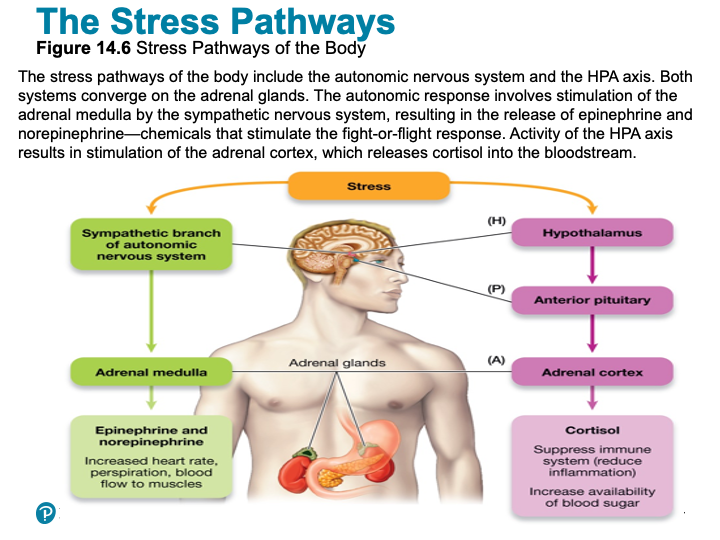 The Stress Pathways
Figure 14.6 Stress Pathways of the Body
The stress pathways of the body include the autonomic nervous system and the HPA axis. Both
systems converge on the adrenal glands. The autonomic response involves stimulation of the
adrenal medulla by the sympathetic nervous system, resulting in the release of epinephrine and
norepinephrine—chemicals that stimulate the fight-or-flight response. Activity of the HPA axis
results in stimulation of the adrenal cortex, which releases cortisol into the bloodstream.
Stress
Sympathetic branch
of autonomic
nervous system
(H)
Hypothalamus
(P)
Anterior pituitary
Adrenal medulla
Adrenal glands
(A)
Adrenal cortex
Epinephrine and
norepinephrine
Increased heart rate,
perspiration, blood
flow to muscles
Cortisol
Suppress immune
system (reduce
inflammation)
Increase availability
of blood sugar
P